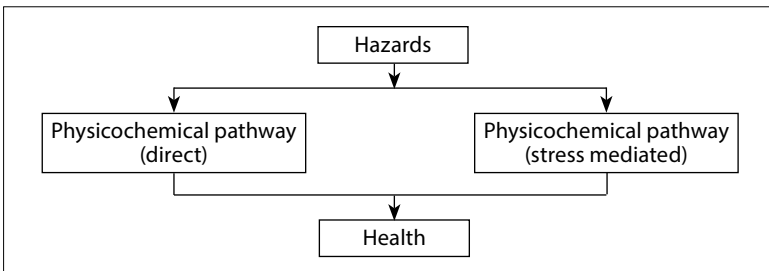 Hazards
Physicochemical pathway
(direct)
Physicochemical pathway
(stress mediated)
Health